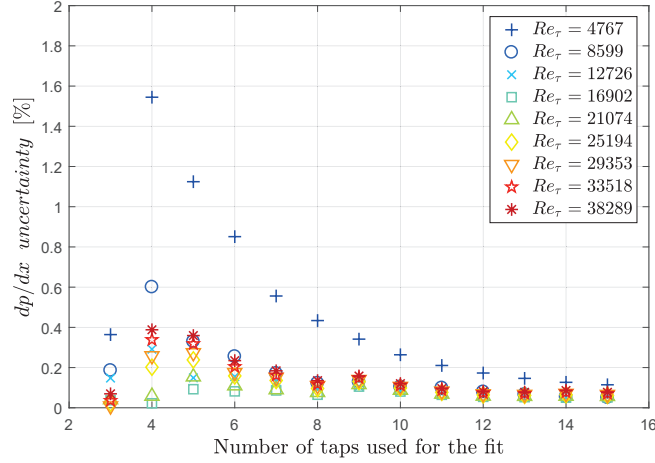 2
1.8
1.6
1.4
1.2
1
0.8
0.6
0.4
0.2
0
dp/dx uncertainty [%]
Re_τ = 4767
Re_τ = 8599
Re_τ = 12726
Re_τ = 16902
Re_τ = 21074
Re_τ = 25194
Re_τ = 29353
Re_τ = 33518
Re_τ = 38289
2 4 6 8 10 12 14 16
Number of taps used for the fit